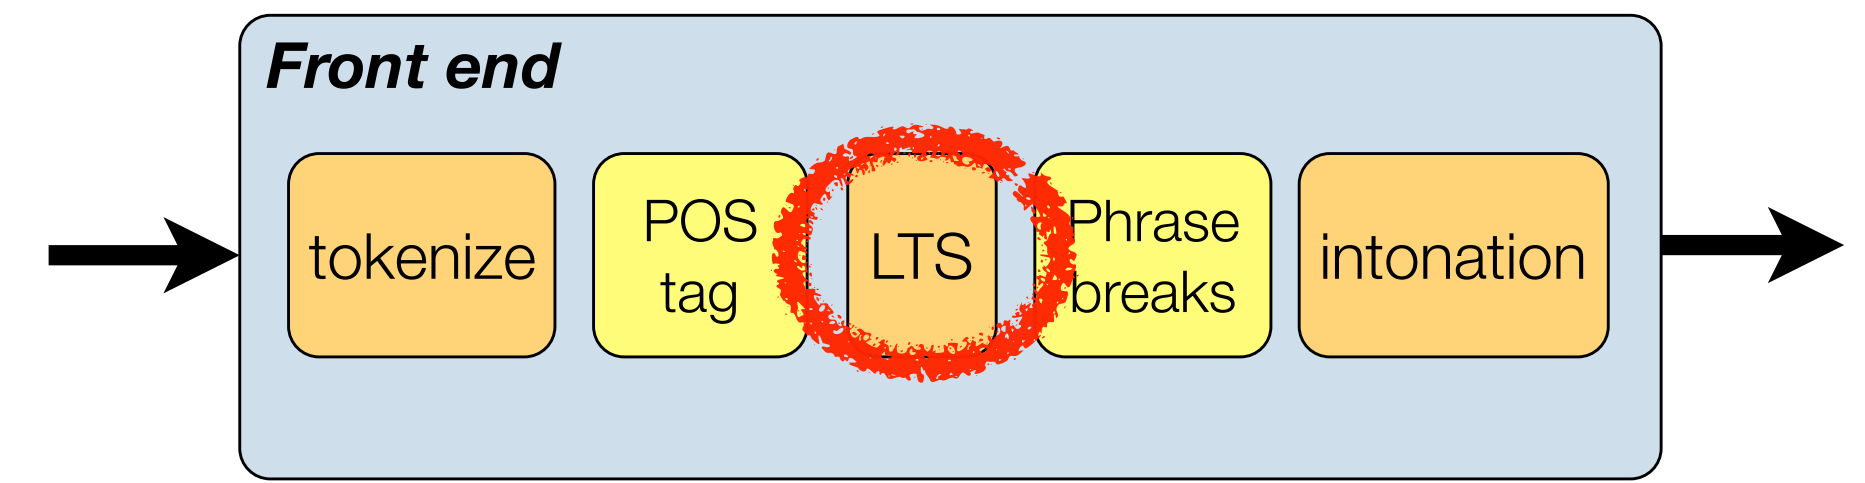 Front end
tokenize
POS
tag
LTS
Phrase
breaks
intonation